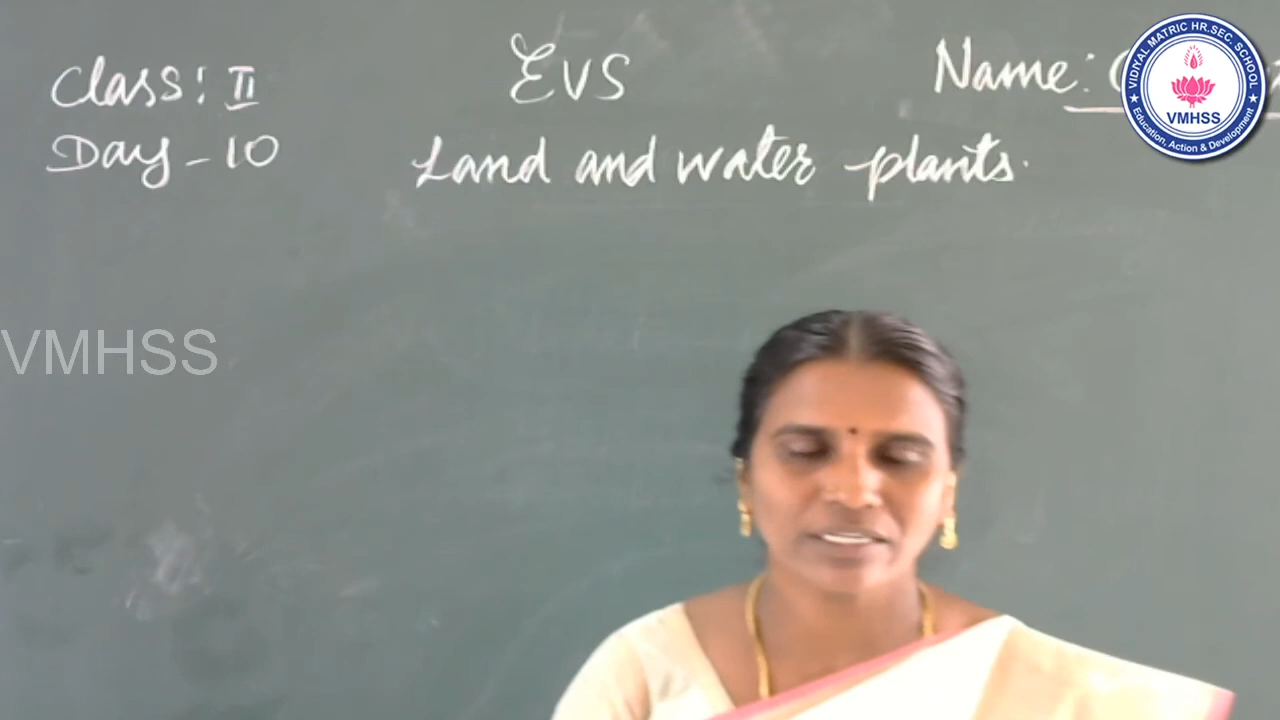 Class: II
EVS
Name:
Day - 10
Land and water plants.
VIDIYAL MATRIC HR.SEC. SCHOOL
VMHSS
Education, Action & Development
VMHSS